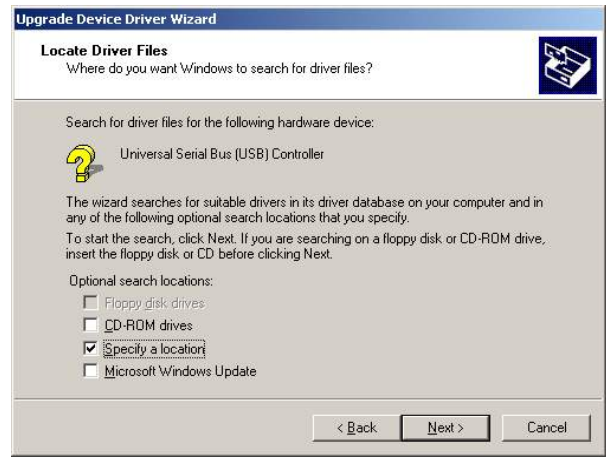 Upgrade Device Driver Wizard
Locate Driver Files
Where do you want Windows to search for driver files?
Search for driver files for the following hardware device:
Universal Serial Bus (USB) Controller
The wizard searches for suitable drivers in its driver database on your computer and in
any of the following optional search locations that you specify.
To start the search, click Next. If you are searching on a floppy disk or CD-ROM drive,
insert the floppy disk or CD before clicking Next.
Optional search locations:
Floppy disk drives
CD-ROM drives
Specify a location
Microsoft Windows Update
< Back Next > Cancel